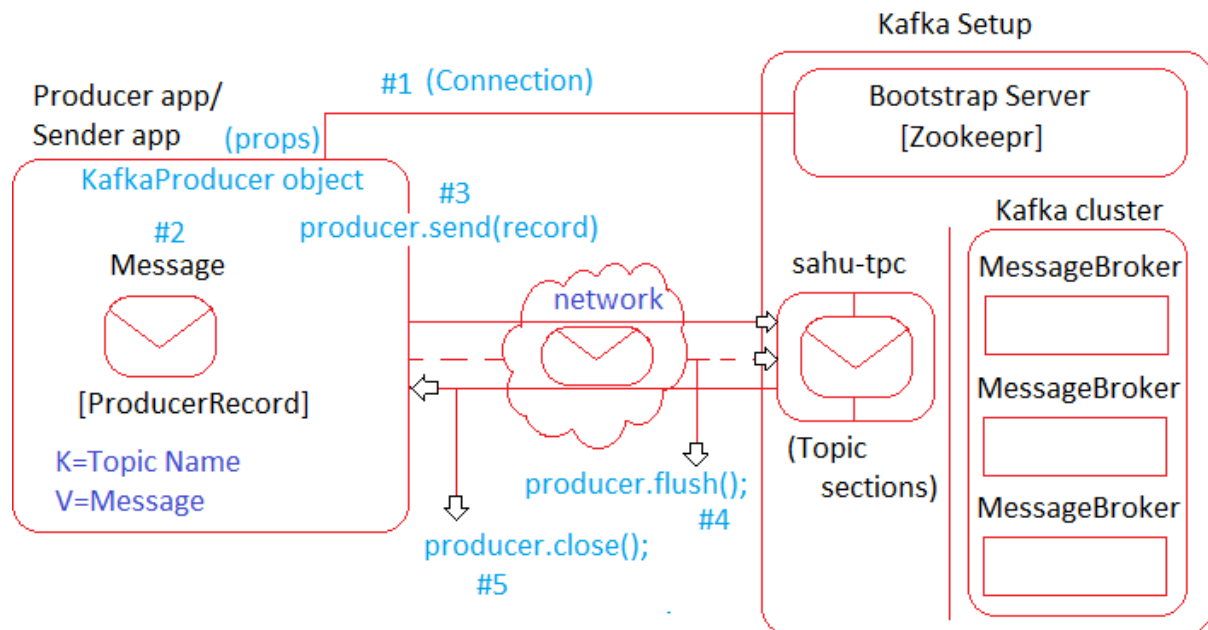 Kafka Setup
#1 (Connection)
Producer app/
Sender app
(props)
Bootstrap Server
[Zookeepr]
KafkaProducer object
#2
Message
[ProducerRecord]
K=Topic Name
V=Message
#3
producer.send(record)
network
producer.flush();
#4
producer.close();
#5
sahu-tpc
(Topic
sections)
Kafka cluster
MessageBroker
MessageBroker
MessageBroker